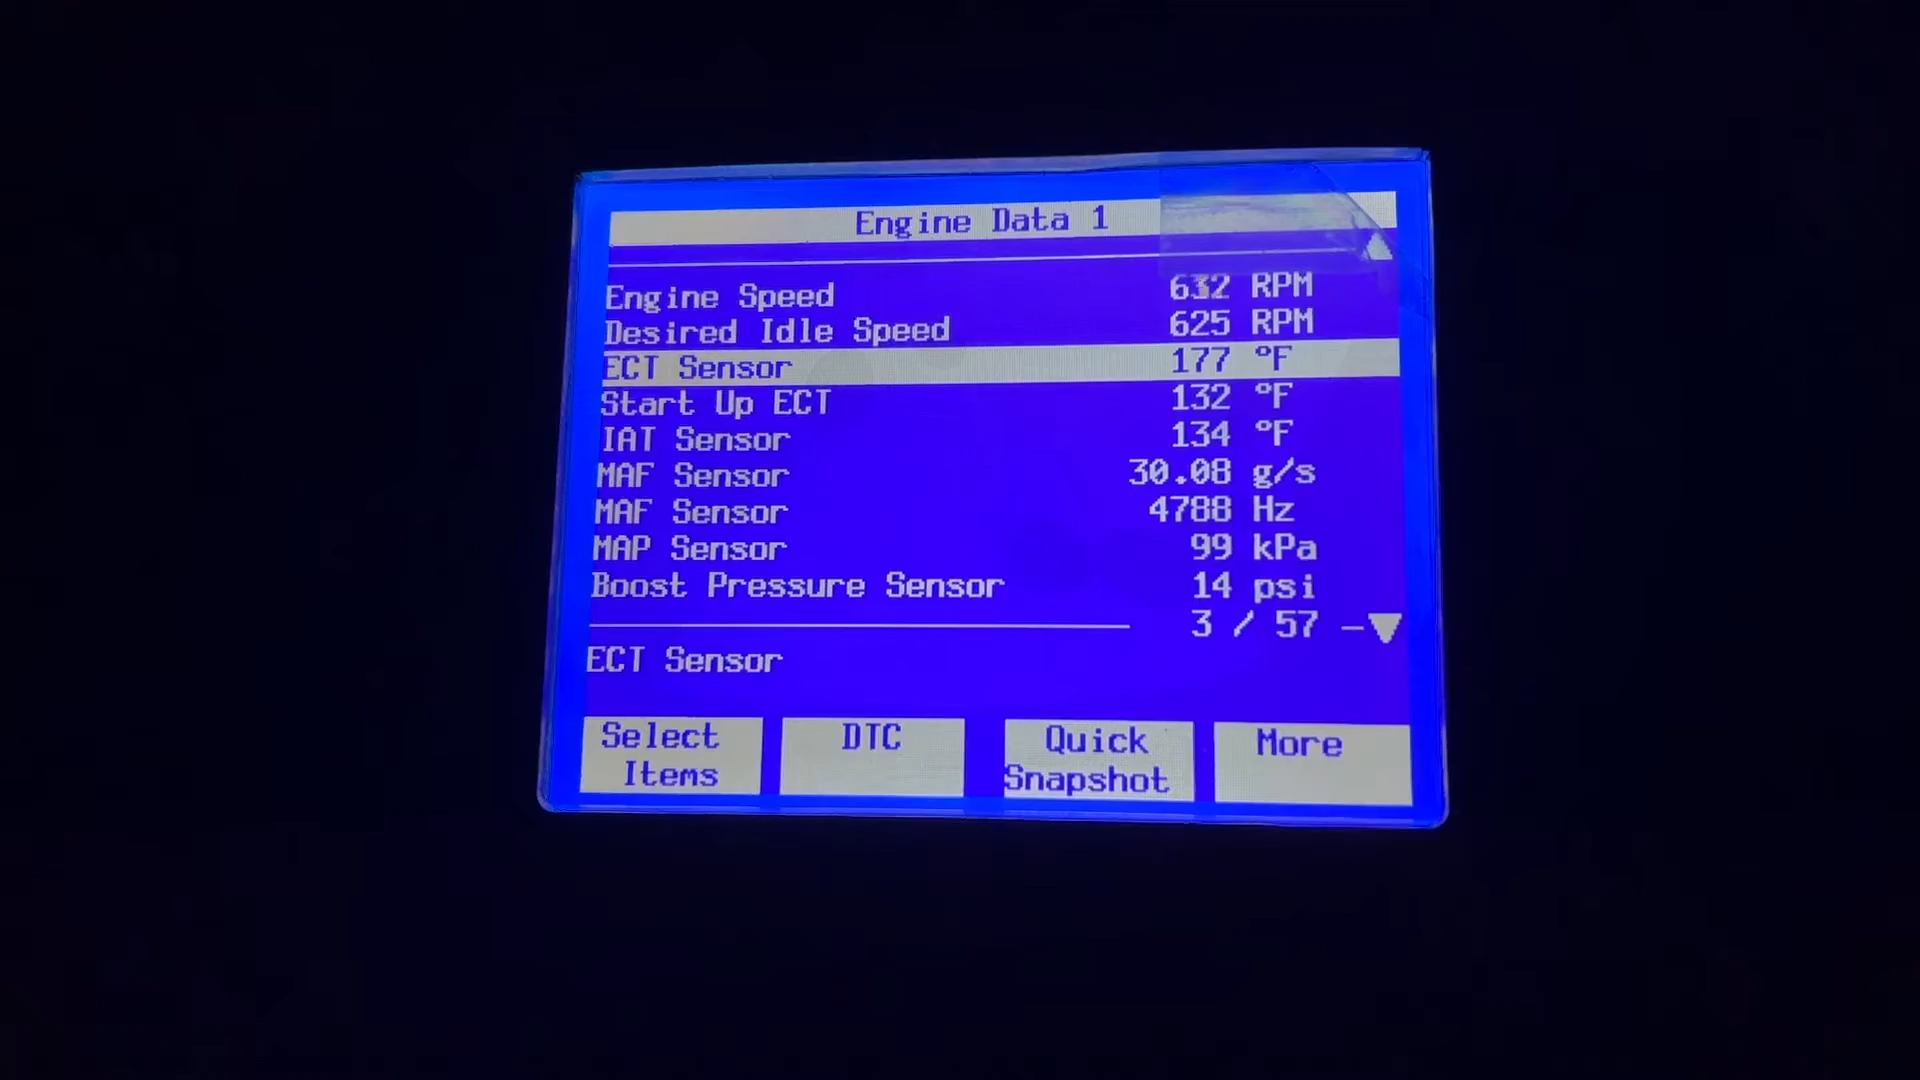 Engine Data 1
Engine Speed 632 RPM
Desired Idle Speed 625 RPM
ECT Sensor 177 °F
Start Up ECT 132 °F
IAT Sensor 134 °F
MAF Sensor 30.08 g/s
MAF Sensor 4788 Hz
MAP Sensor 99 kPa
Boost Pressure Sensor 14 psi
3 / 57
ECT Sensor
Select Items
DTC
Quick Snapshot
More